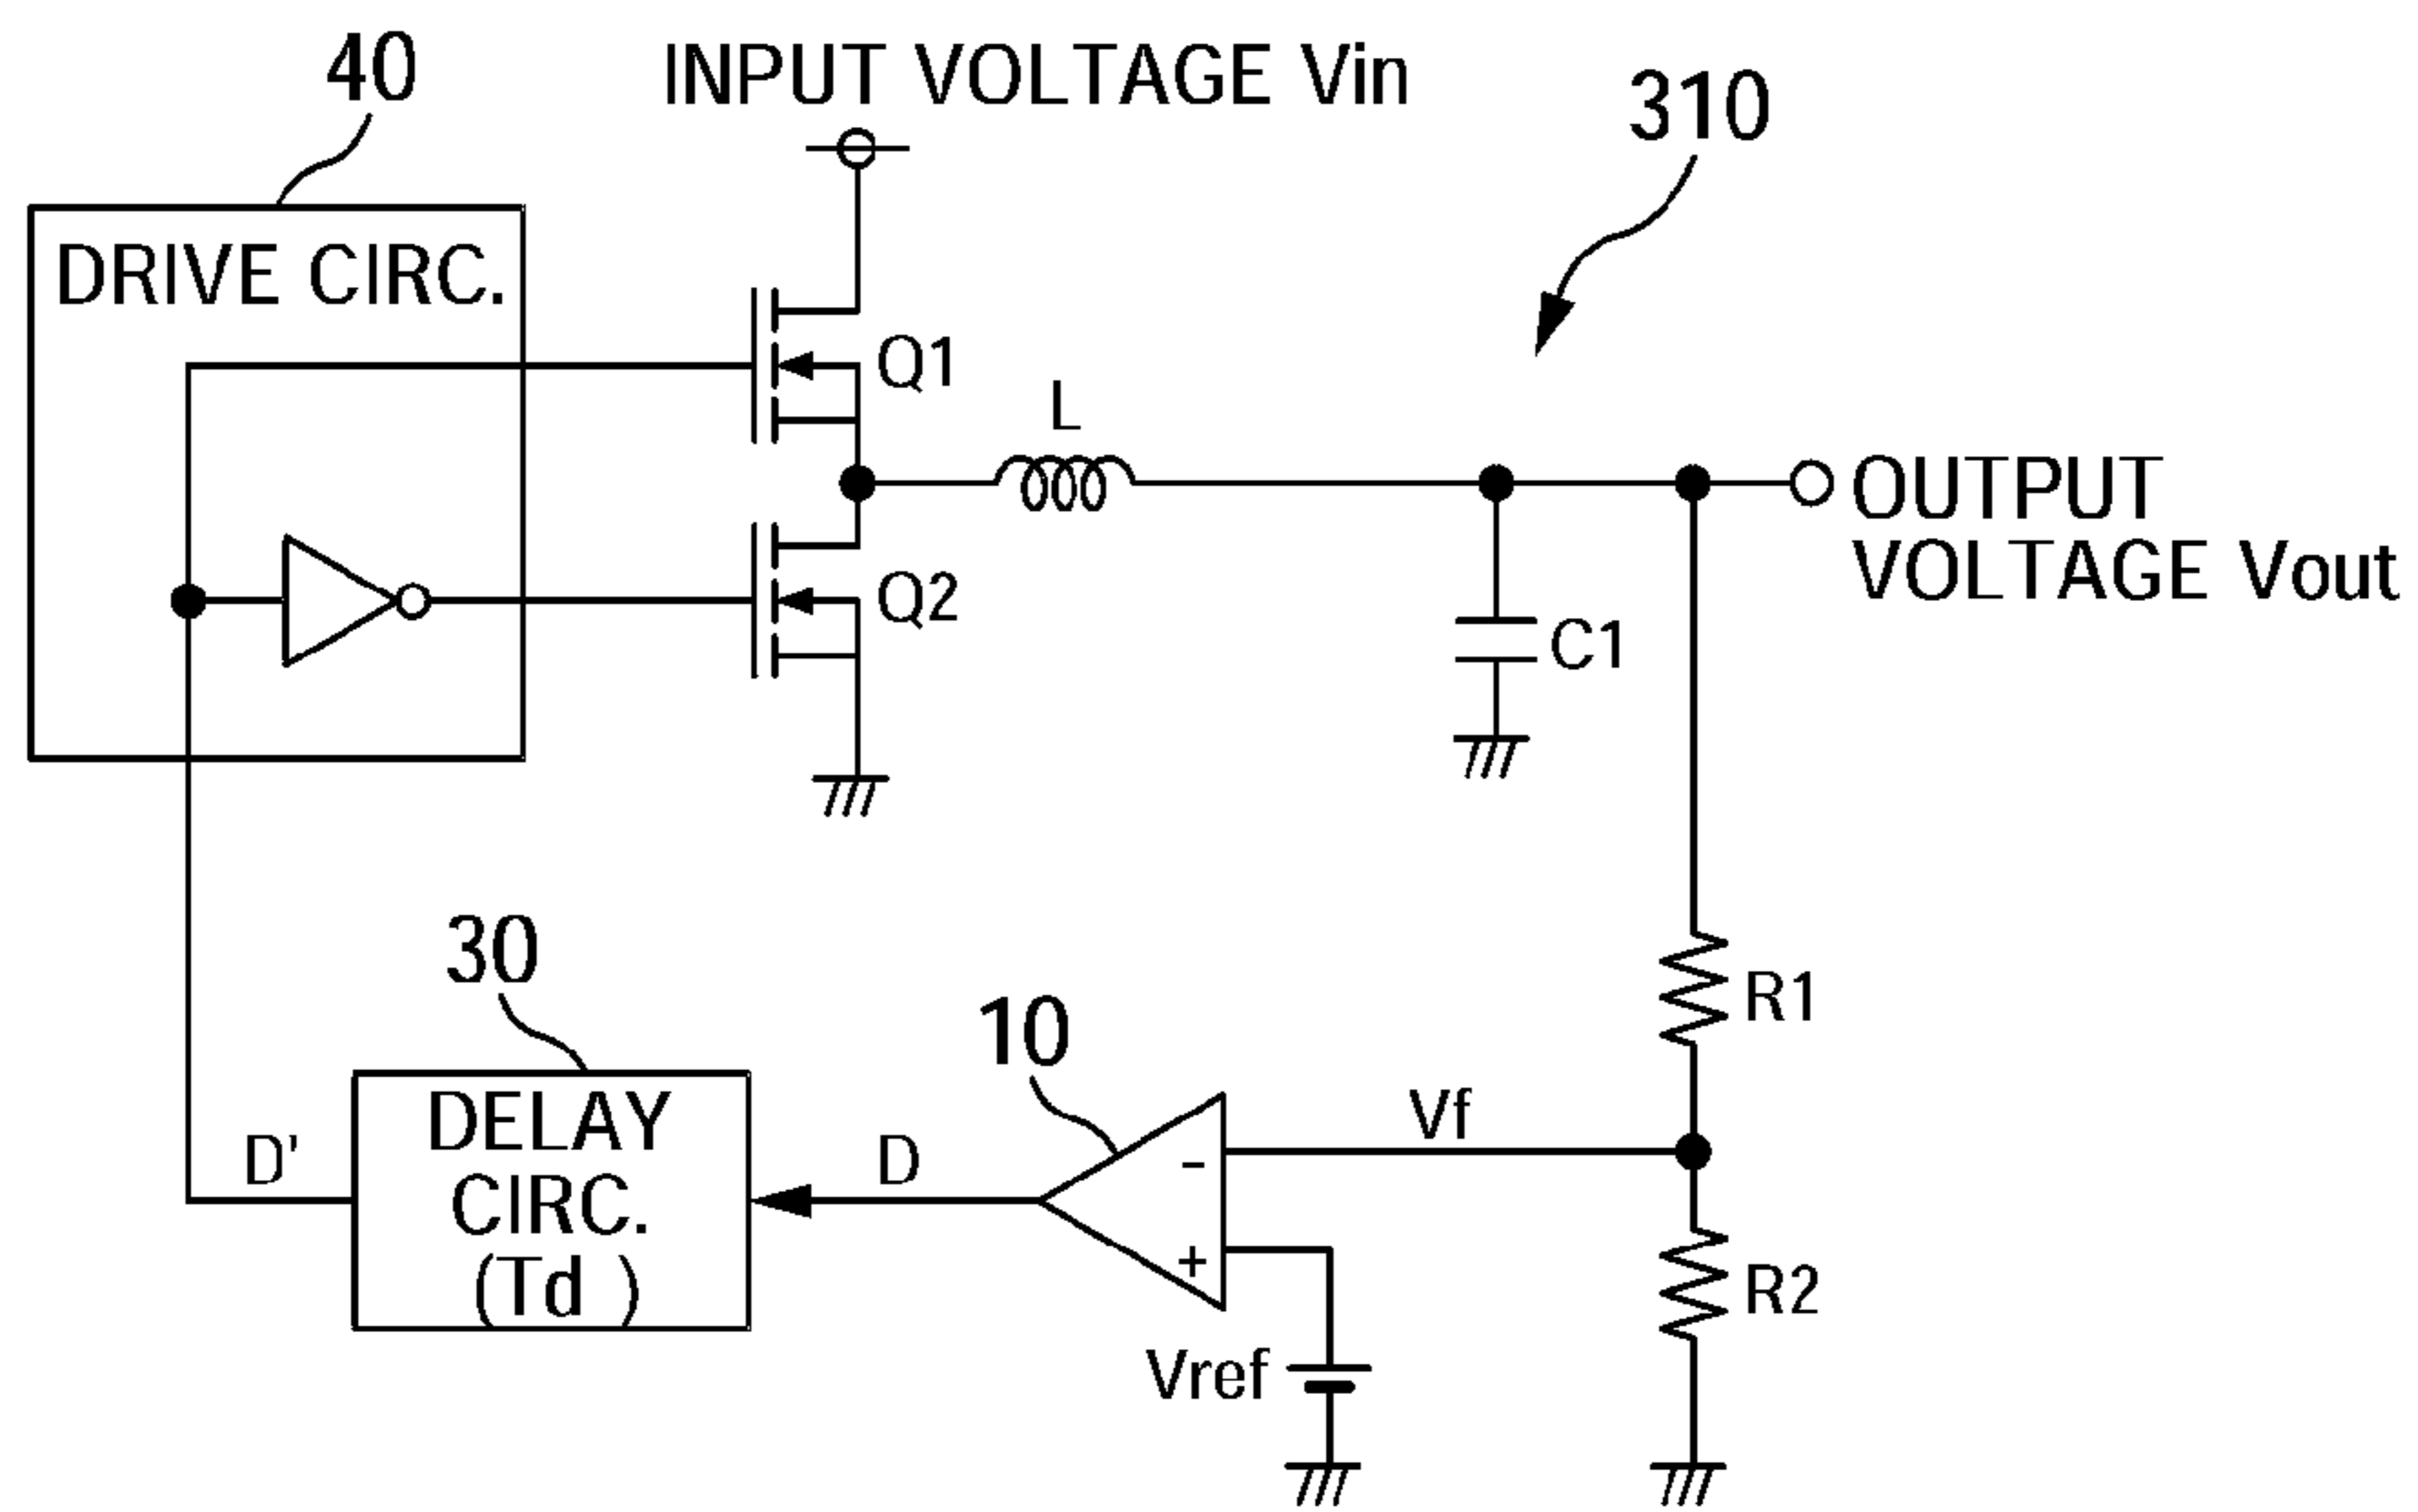 40
INPUT VOLTAGE Vin
310
DRIVE CIRC.
Q1
L
OUTPUT
VOLTAGE Vout
Q2
C1
30
10
R1
DELAY
CIRC.
(Td )
D'
D
Vf
-
+
R2
Vref